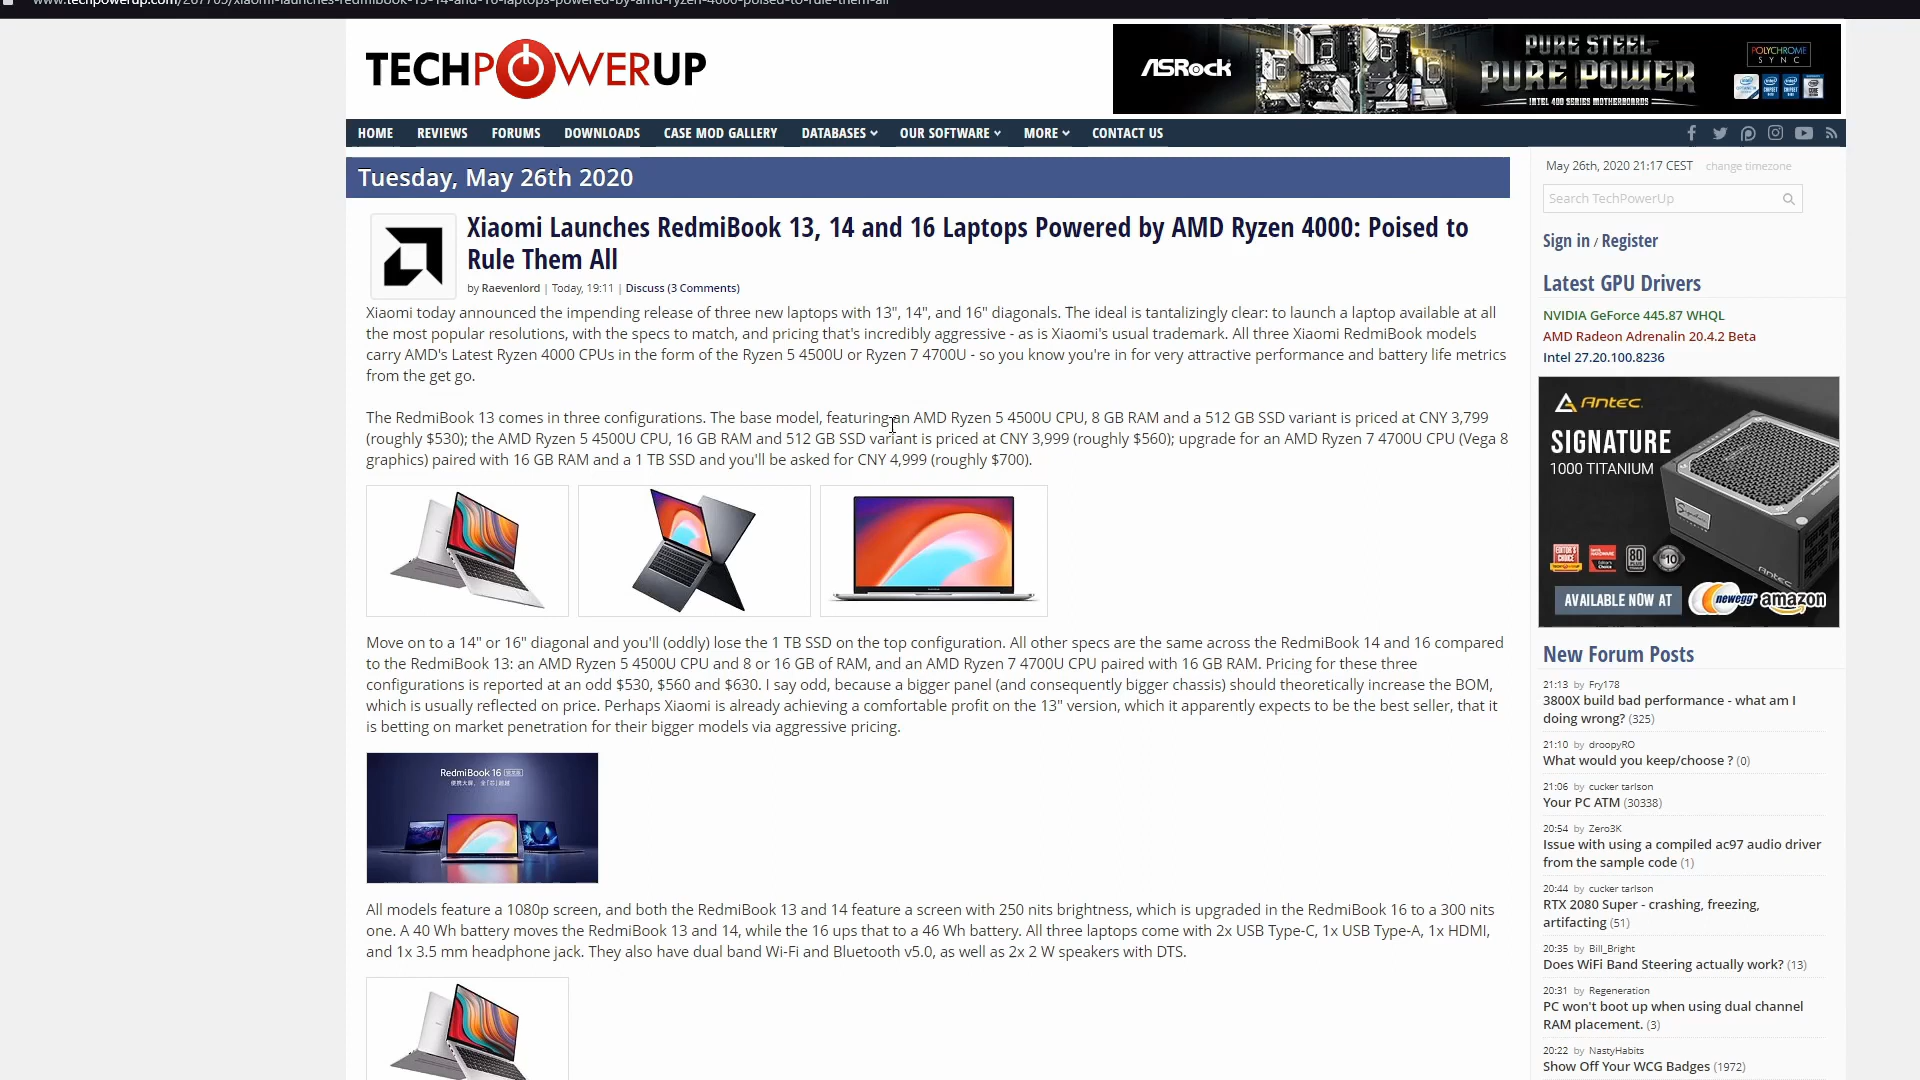 www.techpowerup.com/267703/xiaomi-launches-redmibook-13-14-and-16-laptops-powered-by-amd-ryzen-4000-poised-to-rule-them-all
TECHPOWERUP
ASRock
PURE STEEL
PURE POWER
INTEL 400 SERIES MOTHERBOARDS
POLYCHROME
SYNC
HOME REVIEWS FORUMS DOWNLOADS CASE MOD GALLERY DATABASES OUR SOFTWARE MORE CONTACT US
Tuesday, May 26th 2020
Xiaomi Launches RedmiBook 13, 14 and 16 Laptops Powered by AMD Ryzen 4000: Poised to
Rule Them All
by Raevenlord | Today, 19:11 | Discuss (3 Comments)
Xiaomi today announced the impending release of three new laptops with 13", 14", and 16" diagonals. The ideal is tantalizingly clear: to launch a laptop available at all
the most popular resolutions, with the specs to match, and pricing that's incredibly aggressive - as is Xiaomi's usual trademark. All three Xiaomi RedmiBook models
carry AMD's Latest Ryzen 4000 CPUs in the form of the Ryzen 5 4500U or Ryzen 7 4700U - so you know you're in for very attractive performance and battery life metrics
from the get go.
The RedmiBook 13 comes in three configurations. The base model, featuring an AMD Ryzen 5 4500U CPU, 8 GB RAM and a 512 GB SSD variant is priced at CNY 3,799
(roughly $530); the AMD Ryzen 5 4500U CPU, 16 GB RAM and 512 GB SSD variant is priced at CNY 3,999 (roughly $560); upgrade for an AMD Ryzen 7 4700U CPU (Vega 8
graphics) paired with 16 GB RAM and a 1 TB SSD and you'll be asked for CNY 4,999 (roughly $700).
Move on to a 14" or 16" diagonal and you'll (oddly) lose the 1 TB SSD on the top configuration. All other specs are the same across the RedmiBook 14 and 16 compared
to the RedmiBook 13: an AMD Ryzen 5 4500U CPU and 8 or 16 GB of RAM, and an AMD Ryzen 7 4700U CPU paired with 16 GB RAM. Pricing for these three
configurations is reported at an odd $530, $560 and $630. I say odd, because a bigger panel (and consequently bigger chassis) should theoretically increase the BOM,
which is usually reflected on price. Perhaps Xiaomi is already achieving a comfortable profit on the 13" version, which it apparently expects to be the best seller, that it
is betting on market penetration for their bigger models via aggressive pricing.
RedmiBook 16
All models feature a 1080p screen, and both the RedmiBook 13 and 14 feature a screen with 250 nits brightness, which is upgraded in the RedmiBook 16 to a 300 nits
one. A 40 Wh battery moves the RedmiBook 13 and 14, while the 16 ups that to a 46 Wh battery. All three laptops come with 2x USB Type-C, 1x USB Type-A, 1x HDMI,
and 1x 3.5 mm headphone jack. They also have dual band Wi-Fi and Bluetooth v5.0, as well as 2x 2 W speakers with DTS.
May 26th, 2020 21:17 CEST change timezone
Search TechPowerUp
Sign in / Register
Latest GPU Drivers
NVIDIA GeForce 445.87 WHQL
AMD Radeon Adrenalin 20.4.2 Beta
Intel 27.20.100.8236
Antec
SIGNATURE
1000 TITANIUM
Signature
80
10
Antec
AVAILABLE NOW AT newegg amazon
New Forum Posts
21:13 by Fry178
3800X build bad performance - what am I
doing wrong? (325)
21:10 by droopyRO
What would you keep/choose ? (0)
21:06 by cucker tarlson
Your PC ATM (30338)
20:54 by Zero3K
Issue with using a compiled ac97 audio driver
from the sample code (1)
20:44 by cucker tarlson
RTX 2080 Super - crashing, freezing,
artifacting (51)
20:35 by Bill_Bright
Does WiFi Band Steering actually work? (13)
20:31 by Regeneration
PC won't boot up when using dual channel
RAM placement. (3)
20:22 by NastyHabits
Show Off Your WCG Badges (1972)